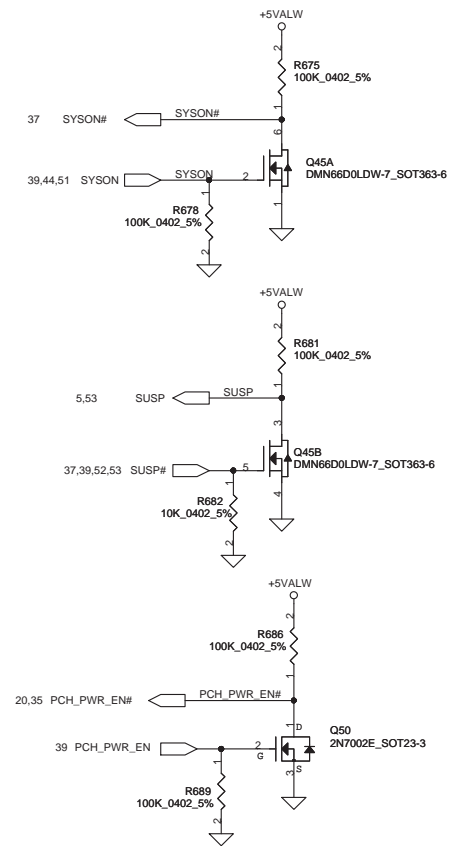 +5VALW
2
R675
100K_0402_5%
1
37 SYSON# SYSON#
6
Q45A
DMN66D0LDW-7_SOT363-6
39,44,51 SYSON SYSON 2
1
1
R678
100K_0402_5%
2
+5VALW
2
R681
100K_0402_5%
1
5,53 SUSP SUSP
3
Q45B
DMN66D0LDW-7_SOT363-6
37,39,52,53 SUSP# 5
1
4
R682
10K_0402_5%
2
+5VALW
2
R686
100K_0402_5%
1
20,35 PCH_PWR_EN# PCH_PWR_EN#
1 D
Q50
2N7002E_SOT23-3
39 PCH_PWR_EN 2
G
3 S
1
R689
100K_0402_5%
2